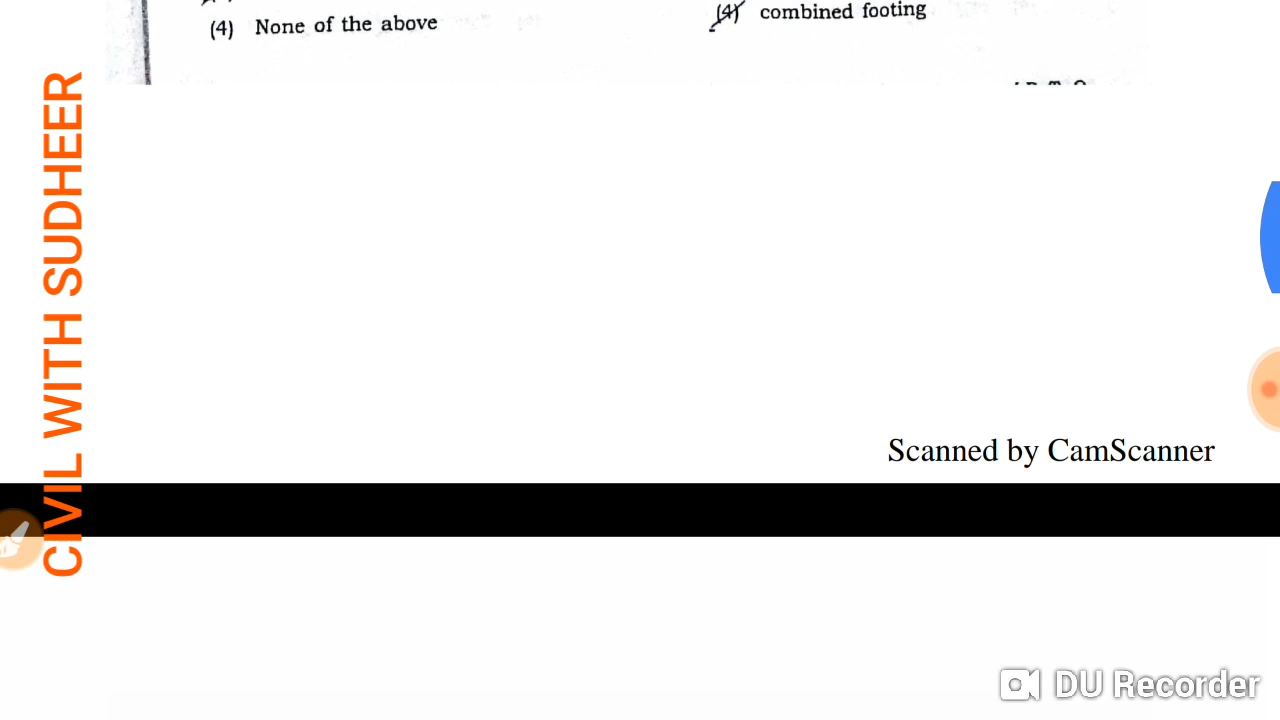 (4) None of the above
(4) combined footing
CIVIL WITH SUDHEER
Scanned by CamScanner
DU Recorder